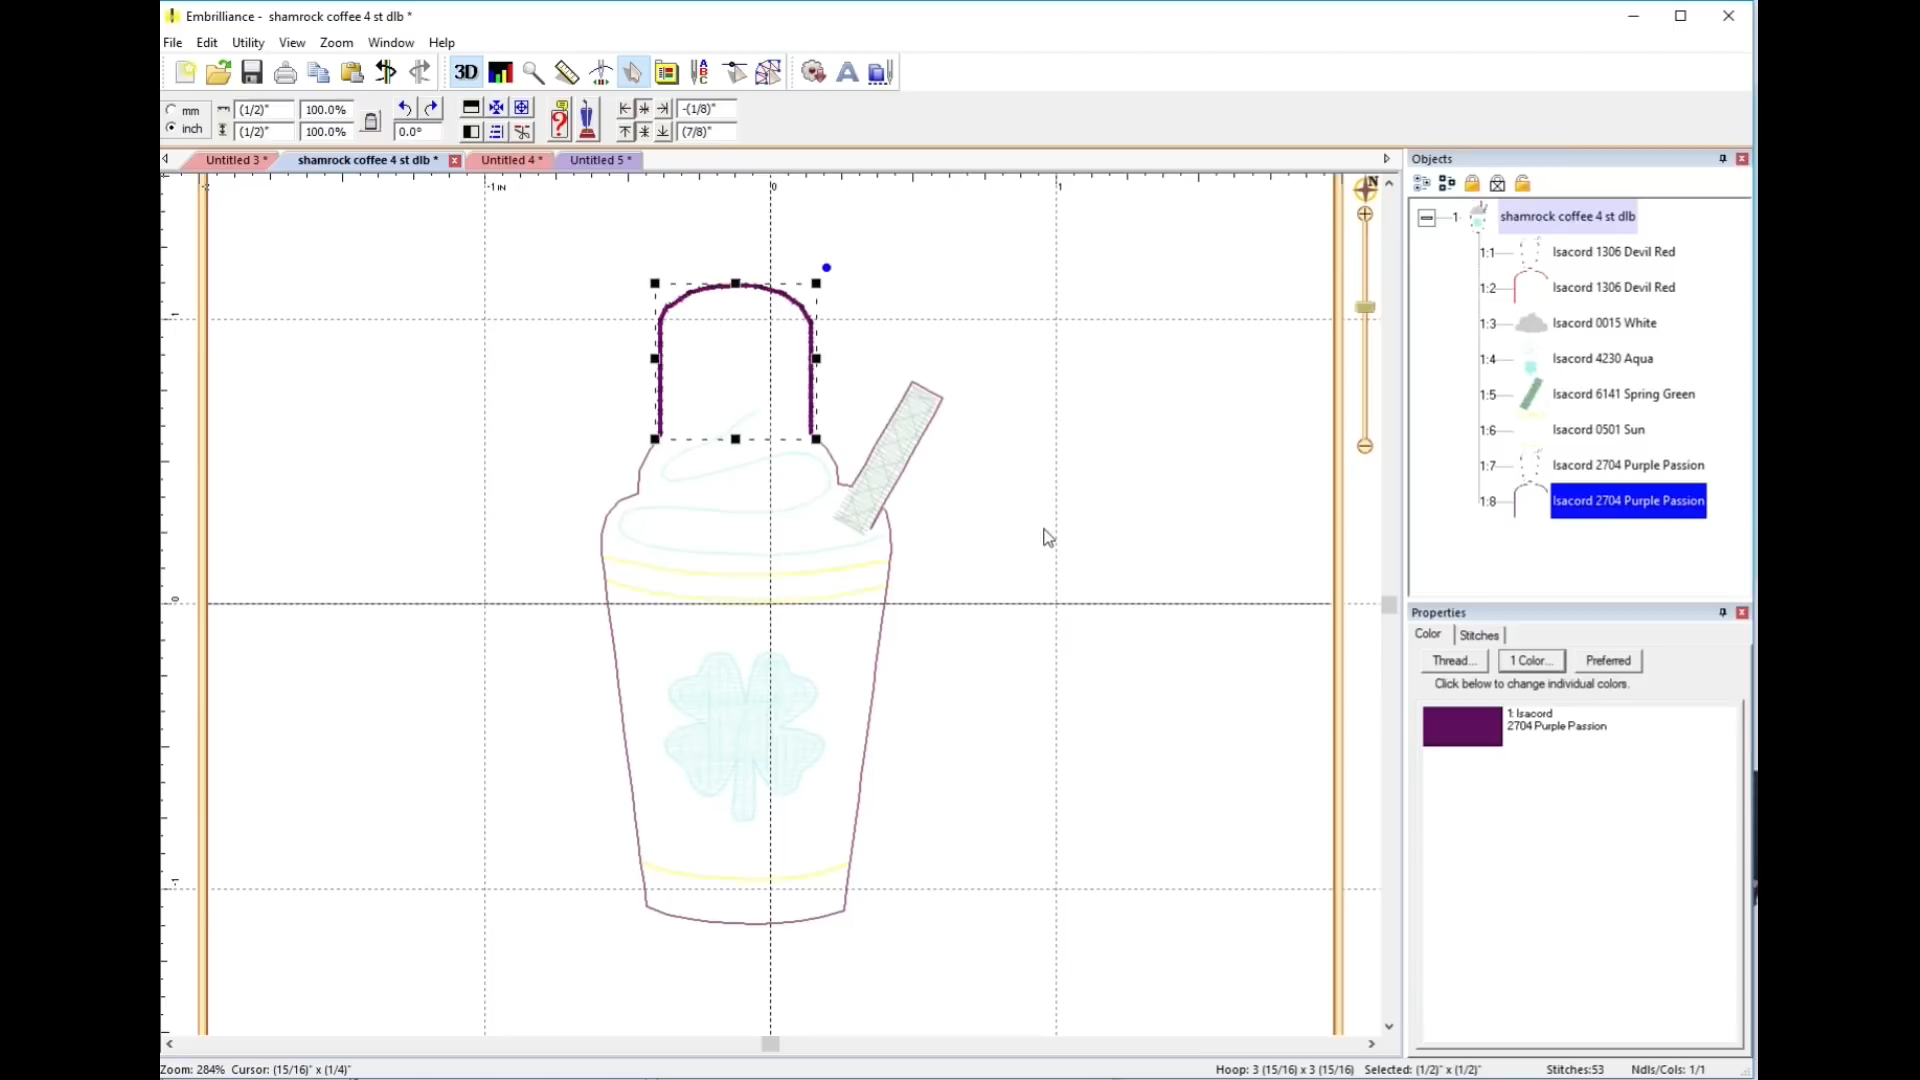 Embrilliance - shamrock coffee 4 st dlb *
File Edit Utility View Zoom Window Help
3D
mm (1/2)" 100.0%
inch (1/2)" 100.0% 0.0° -(1/8)"
(7/8)"
Untitled 3 * shamrock coffee 4 st dlb * Untitled 4 * Untitled 5 *
-1 IN 0 1
N
1
0
-1
Objects
1 shamrock coffee 4 st dlb
1:1 Isacord 1306 Devil Red
1:2 Isacord 1306 Devil Red
1:3 Isacord 0015 White
1:4 Isacord 4230 Aqua
1:5 Isacord 6141 Spring Green
1:6 Isacord 0501 Sun
1:7 Isacord 2704 Purple Passion
1:8 Isacord 2704 Purple Passion
Properties
Color Stitches
Thread... 1 Color... Preferred
Click below to change individual colors.
1: Isacord
2704 Purple Passion
Zoom: 284% Cursor: (15/16)" x (1/4)" Hoop: 3 (15/16) x 3 (15/16) Selected: (1/2)" x (1/2)" Stitches:53 Ndls/Cols: 1/1